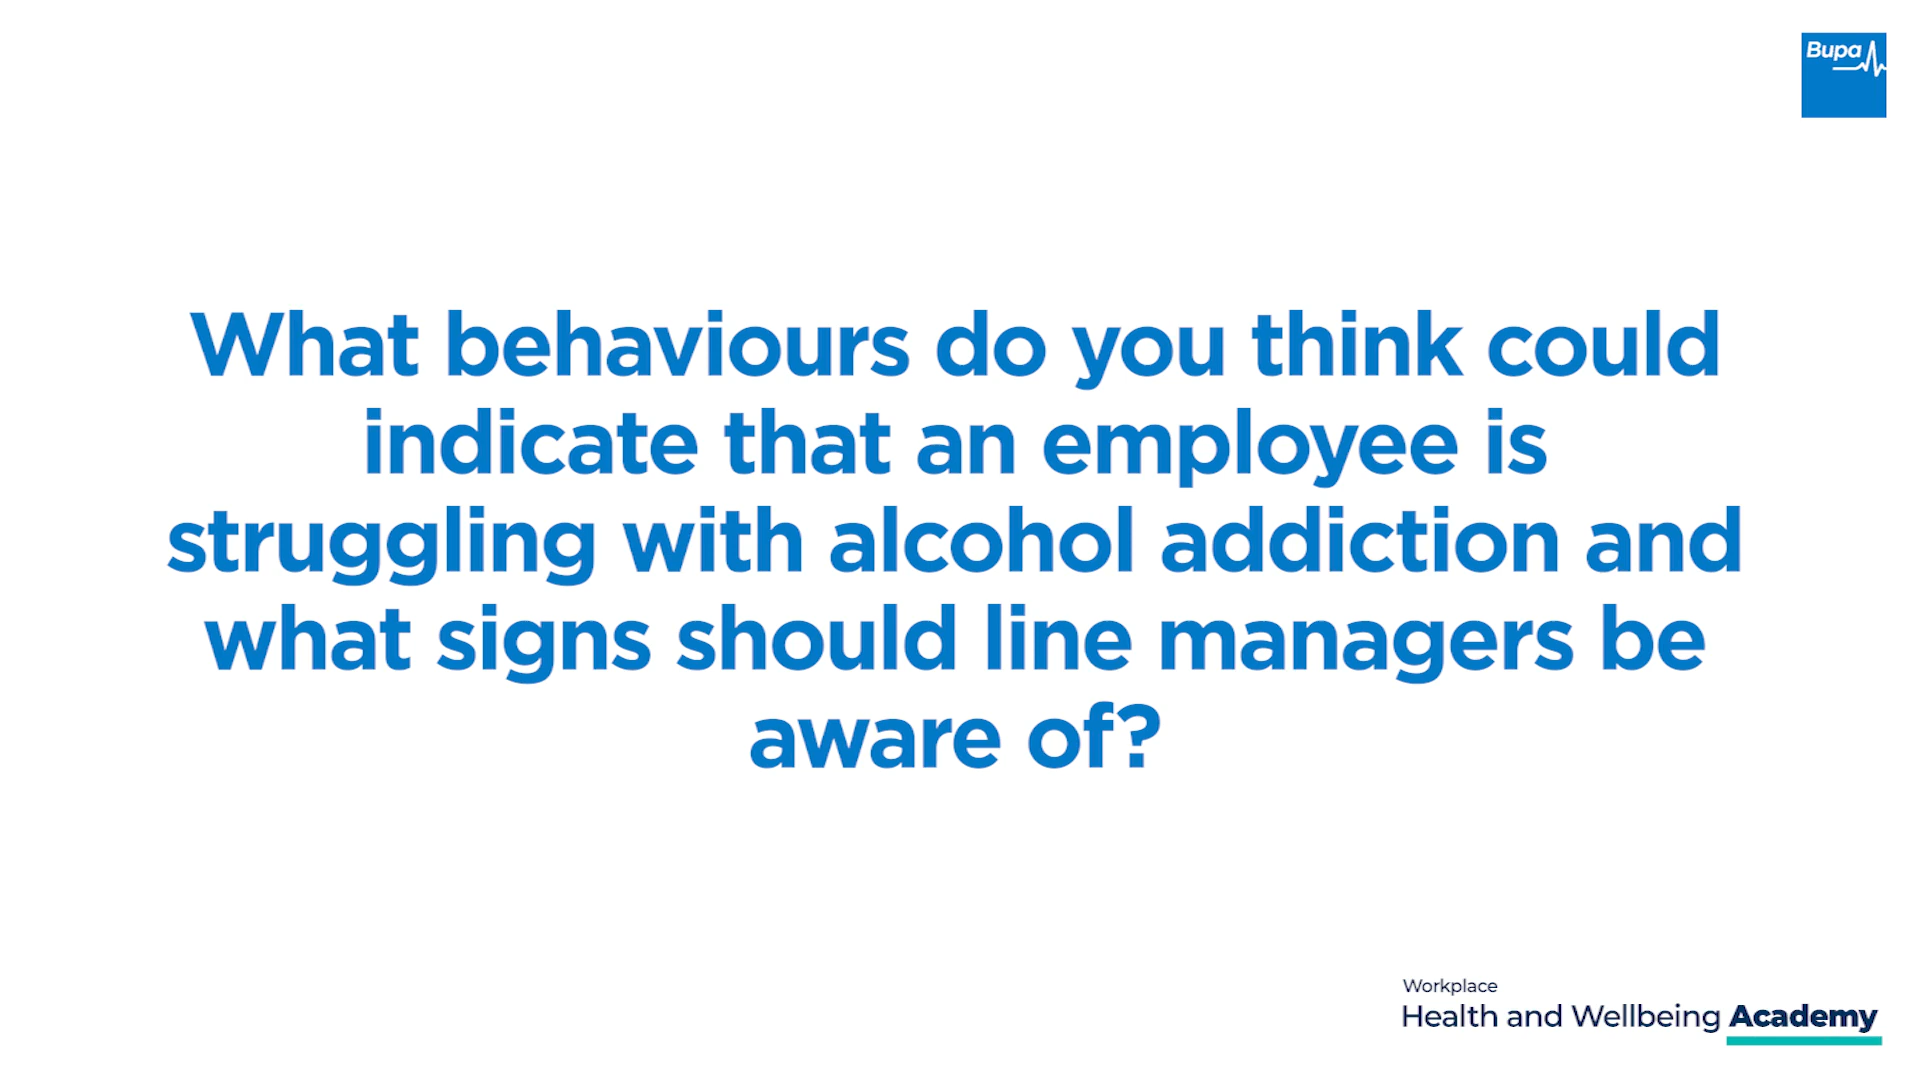 Bupa
What behaviours do you think could
indicate that an employee is
struggling with alcohol addiction and
what signs should line managers be
aware of?
Workplace
Health and Wellbeing Academy